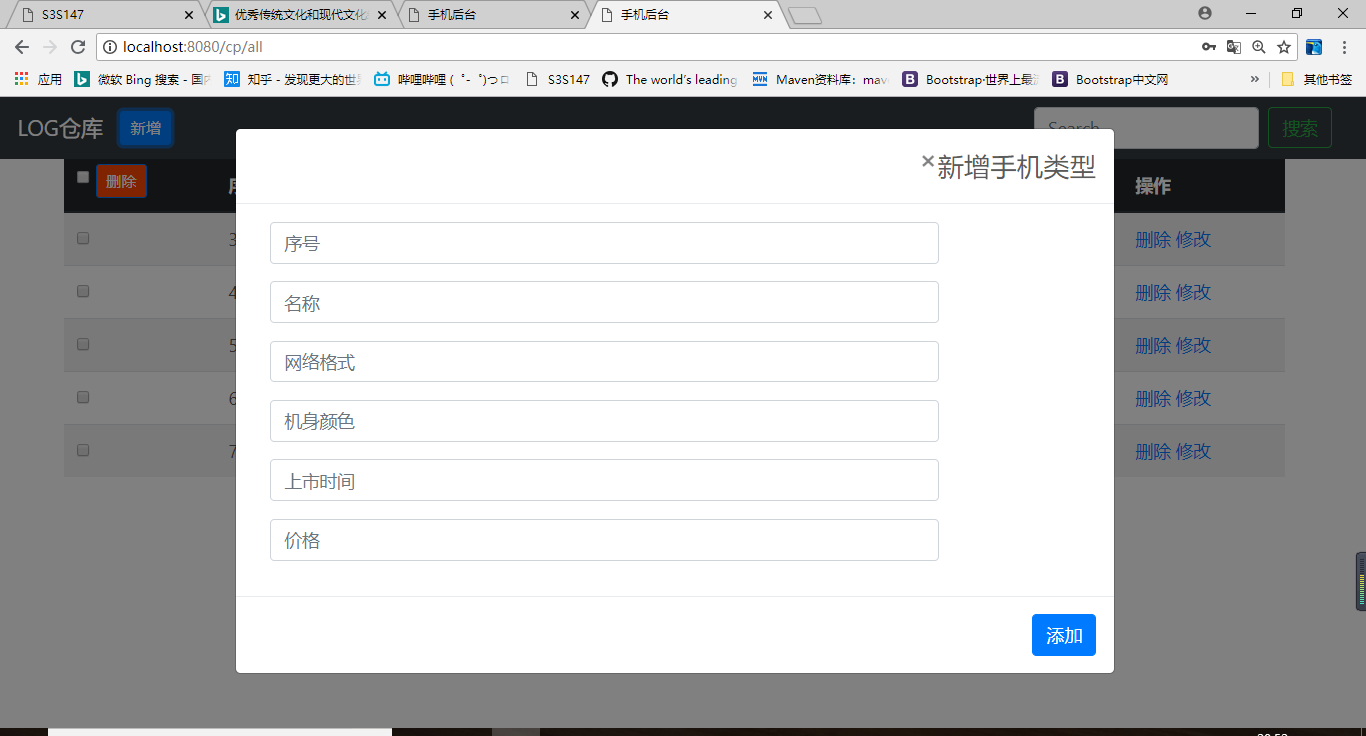 S3S147
优秀传统文化和现代文化
手机后台
手机后台
localhost:8080/cp/all
应用
微软 Bing 搜索 - 国内
知乎 - 发现更大的世
哔哩哔哩 ( ゜- ゜)つロ
S3S147
The world's leading
Maven资料库：mav
Bootstrap·世界上最
Bootstrap中文网
»
其他书签
LOG仓库
新增
Search
搜索
删除
操作
×新增手机类型
序号
名称
网络格式
机身颜色
上市时间
价格
添加
3
删除 修改
4
删除 修改
5
删除 修改
6
删除 修改
7
删除 修改